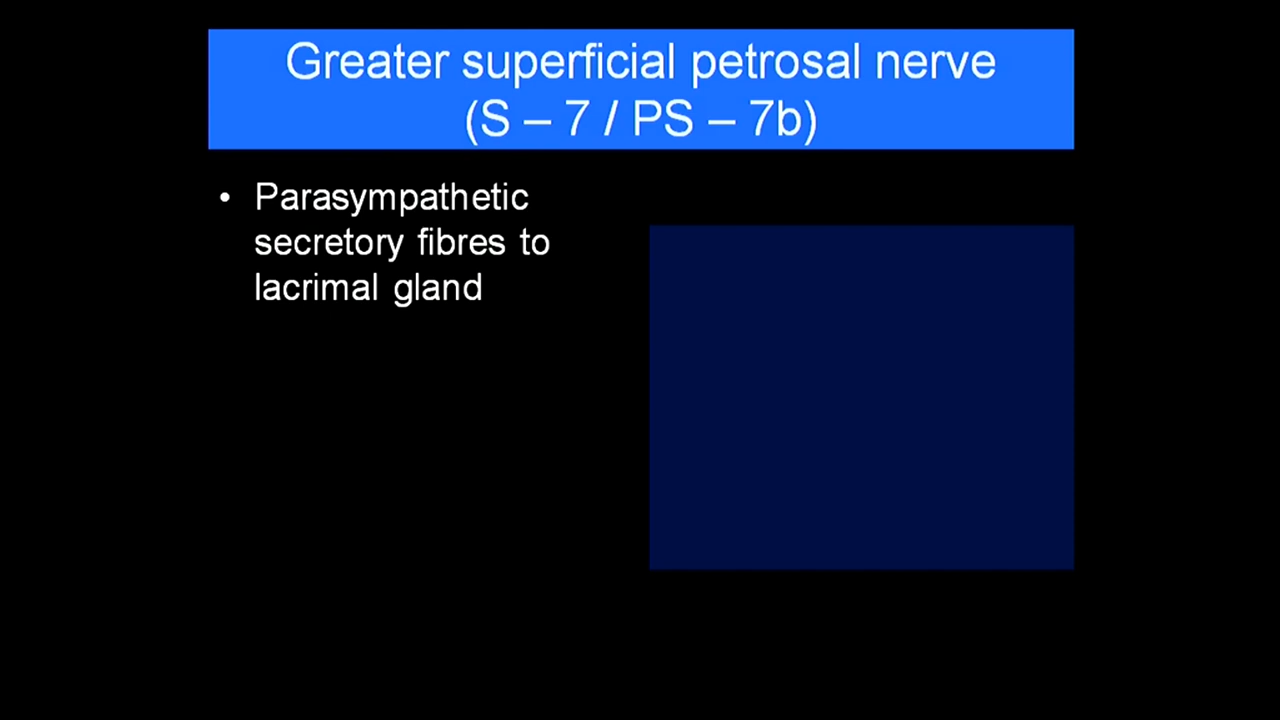 Greater superficial petrosal nerve
(S – 7 / PS – 7b)
• Parasympathetic
secretory fibres to
lacrimal gland